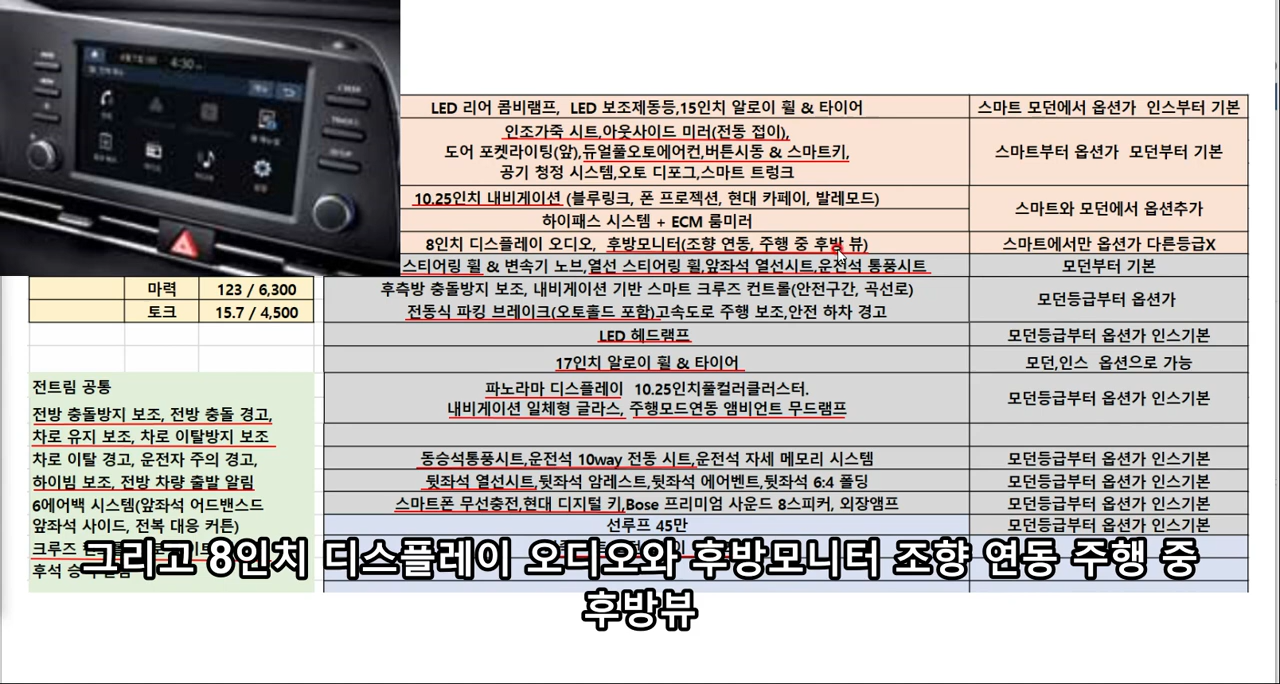 4:30
LED 리어 콤비램프, LED 보조제동등,15인치 알로이 휠 & 타이어
스마트 모던에서 옵션가 인스부터 기본
인조가죽 시트,아웃사이드 미러(전동 접이),
도어 포켓라이팅(앞),듀얼풀오토에어컨,버튼시동 & 스마트키,
공기 청정 시스템,오토 디포그,스마트 트렁크
스마트부터 옵션가 모던부터 기본
10.25인치 내비게이션 (블루링크, 폰 프로젝션, 현대 카페이, 발레모드)
하이패스 시스템 + ECM 룸미러
스마트와 모던에서 옵션추가
8인치 디스플레이 오디오, 후방모니터(조향 연동, 주행 중 후방 뷰)
스마트에서만 옵션가 다른등급X
스티어링 휠 & 변속기 노브,열선 스티어링 휠,앞좌석 열선시트,운전석 통풍시트
모던부터 기본
마력 123 / 6,300
토크 15.7 / 4,500
후측방 충돌방지 보조, 내비게이션 기반 스마트 크루즈 컨트롤(안전구간, 곡선로)
전동식 파킹 브레이크(오토홀드 포함)고속도로 주행 보조,안전 하차 경고
모던등급부터 옵션가
LED 헤드램프
모던등급부터 옵션가 인스기본
17인치 알로이 휠 & 타이어
모던,인스 옵션으로 가능
파노라마 디스플레이 10.25인치풀컬러클러스터.
내비게이션 일체형 글라스, 주행모드연동 앰비언트 무드램프
모던등급부터 옵션가 인스기본
동승석통풍시트,운전석 10way 전동 시트,운전석 자세 메모리 시스템
모던등급부터 옵션가 인스기본
뒷좌석 열선시트,뒷좌석 암레스트,뒷좌석 에어벤트,뒷좌석 6:4 폴딩
모던등급부터 옵션가 인스기본
스마트폰 무선충전,현대 디지털 키,Bose 프리미엄 사운드 8스피커, 외장앰프
모던등급부터 옵션가 인스기본
선루프 45만
모던등급부터 옵션가 인스기본
전트림 공통
전방 충돌방지 보조, 전방 충돌 경고,
차로 유지 보조, 차로 이탈방지 보조
차로 이탈 경고, 운전자 주의 경고,
하이빔 보조, 전방 차량 출발 알림
6에어백 시스템(앞좌석 어드밴스드
앞좌석 사이드, 전복 대응 커튼)
크루즈
후석 승
그리고 8인치 디스플레이 오디오와 후방모니터 조향 연동 주행 중
후방뷰